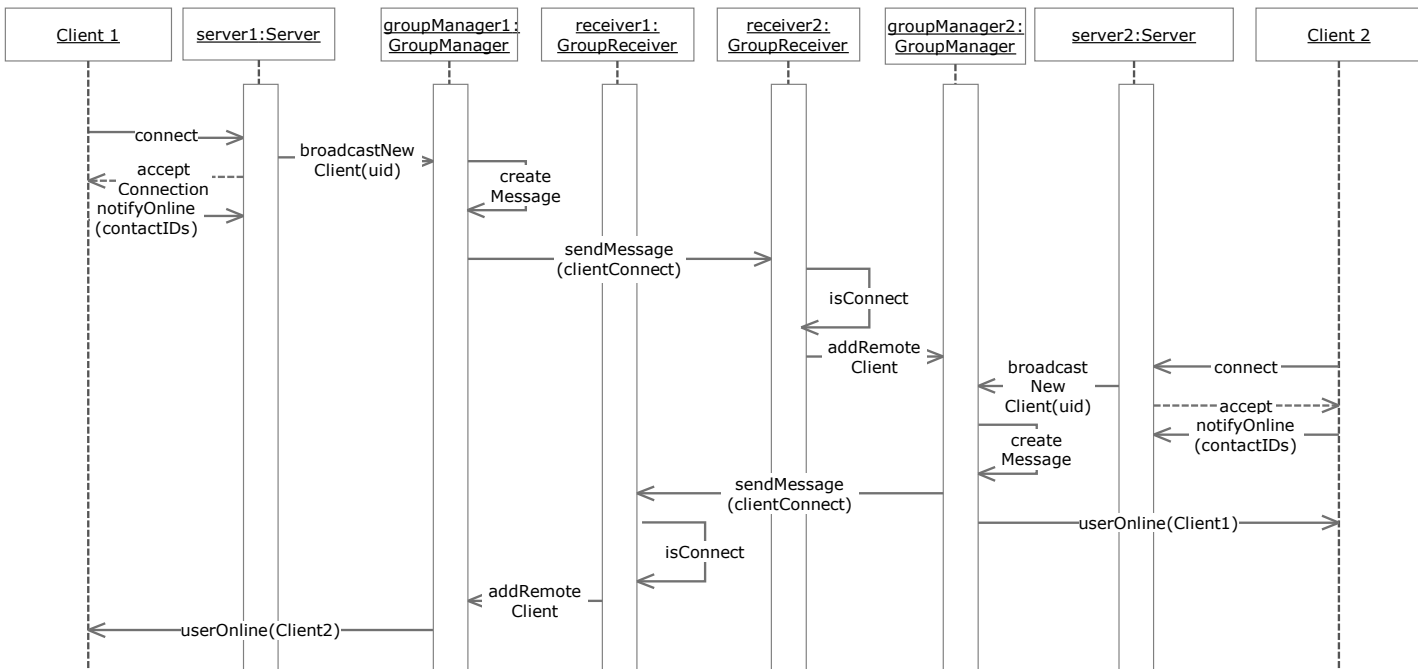 Client 1
server1:Server
groupManager1:
GroupManager
receiver1:
GroupReceiver
receiver2:
GroupReceiver
groupManager2:
GroupManager
server2:Server
Client 2
connect
broadcastNew
Client(uid)
accept
Connection
create
Message
notifyOnline
(contactIDs)
sendMessage
(clientConnect)
isConnect
addRemote
Client
connect
broadcast
New
Client(uid)
accept
notifyOnline
(contactIDs)
create
Message
sendMessage
(clientConnect)
userOnline(Client1)
isConnect
addRemote
Client
userOnline(Client2)